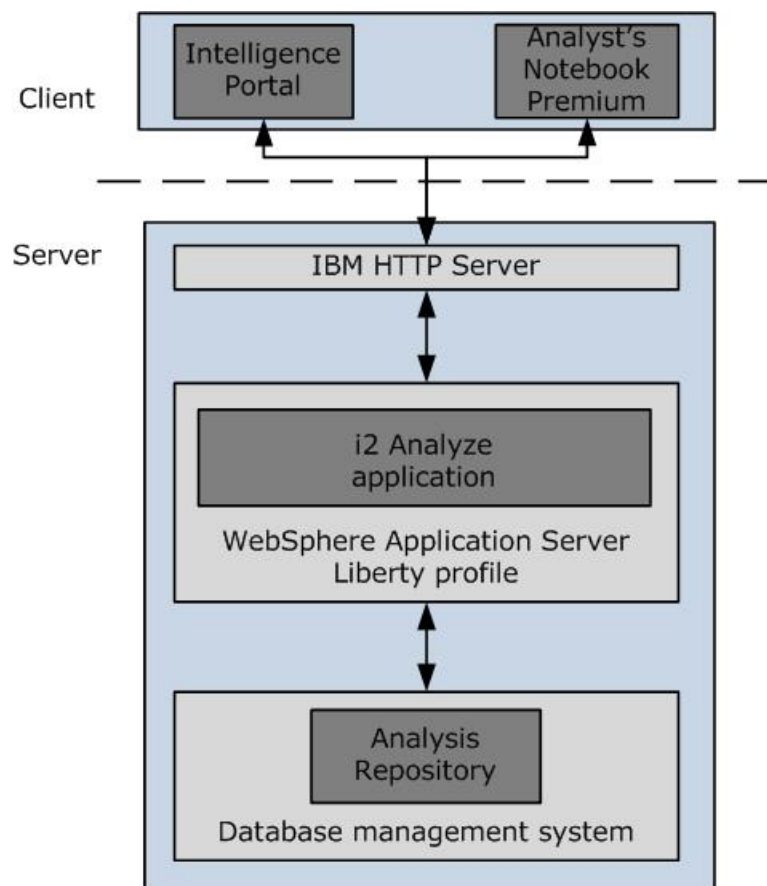 Client
Intelligence
Portal
Analyst's
Notebook
Premium
Server
IBM HTTP Server
i2 Analyze
application
WebSphere Application Server
Liberty profile
Analysis
Repository
Database management system